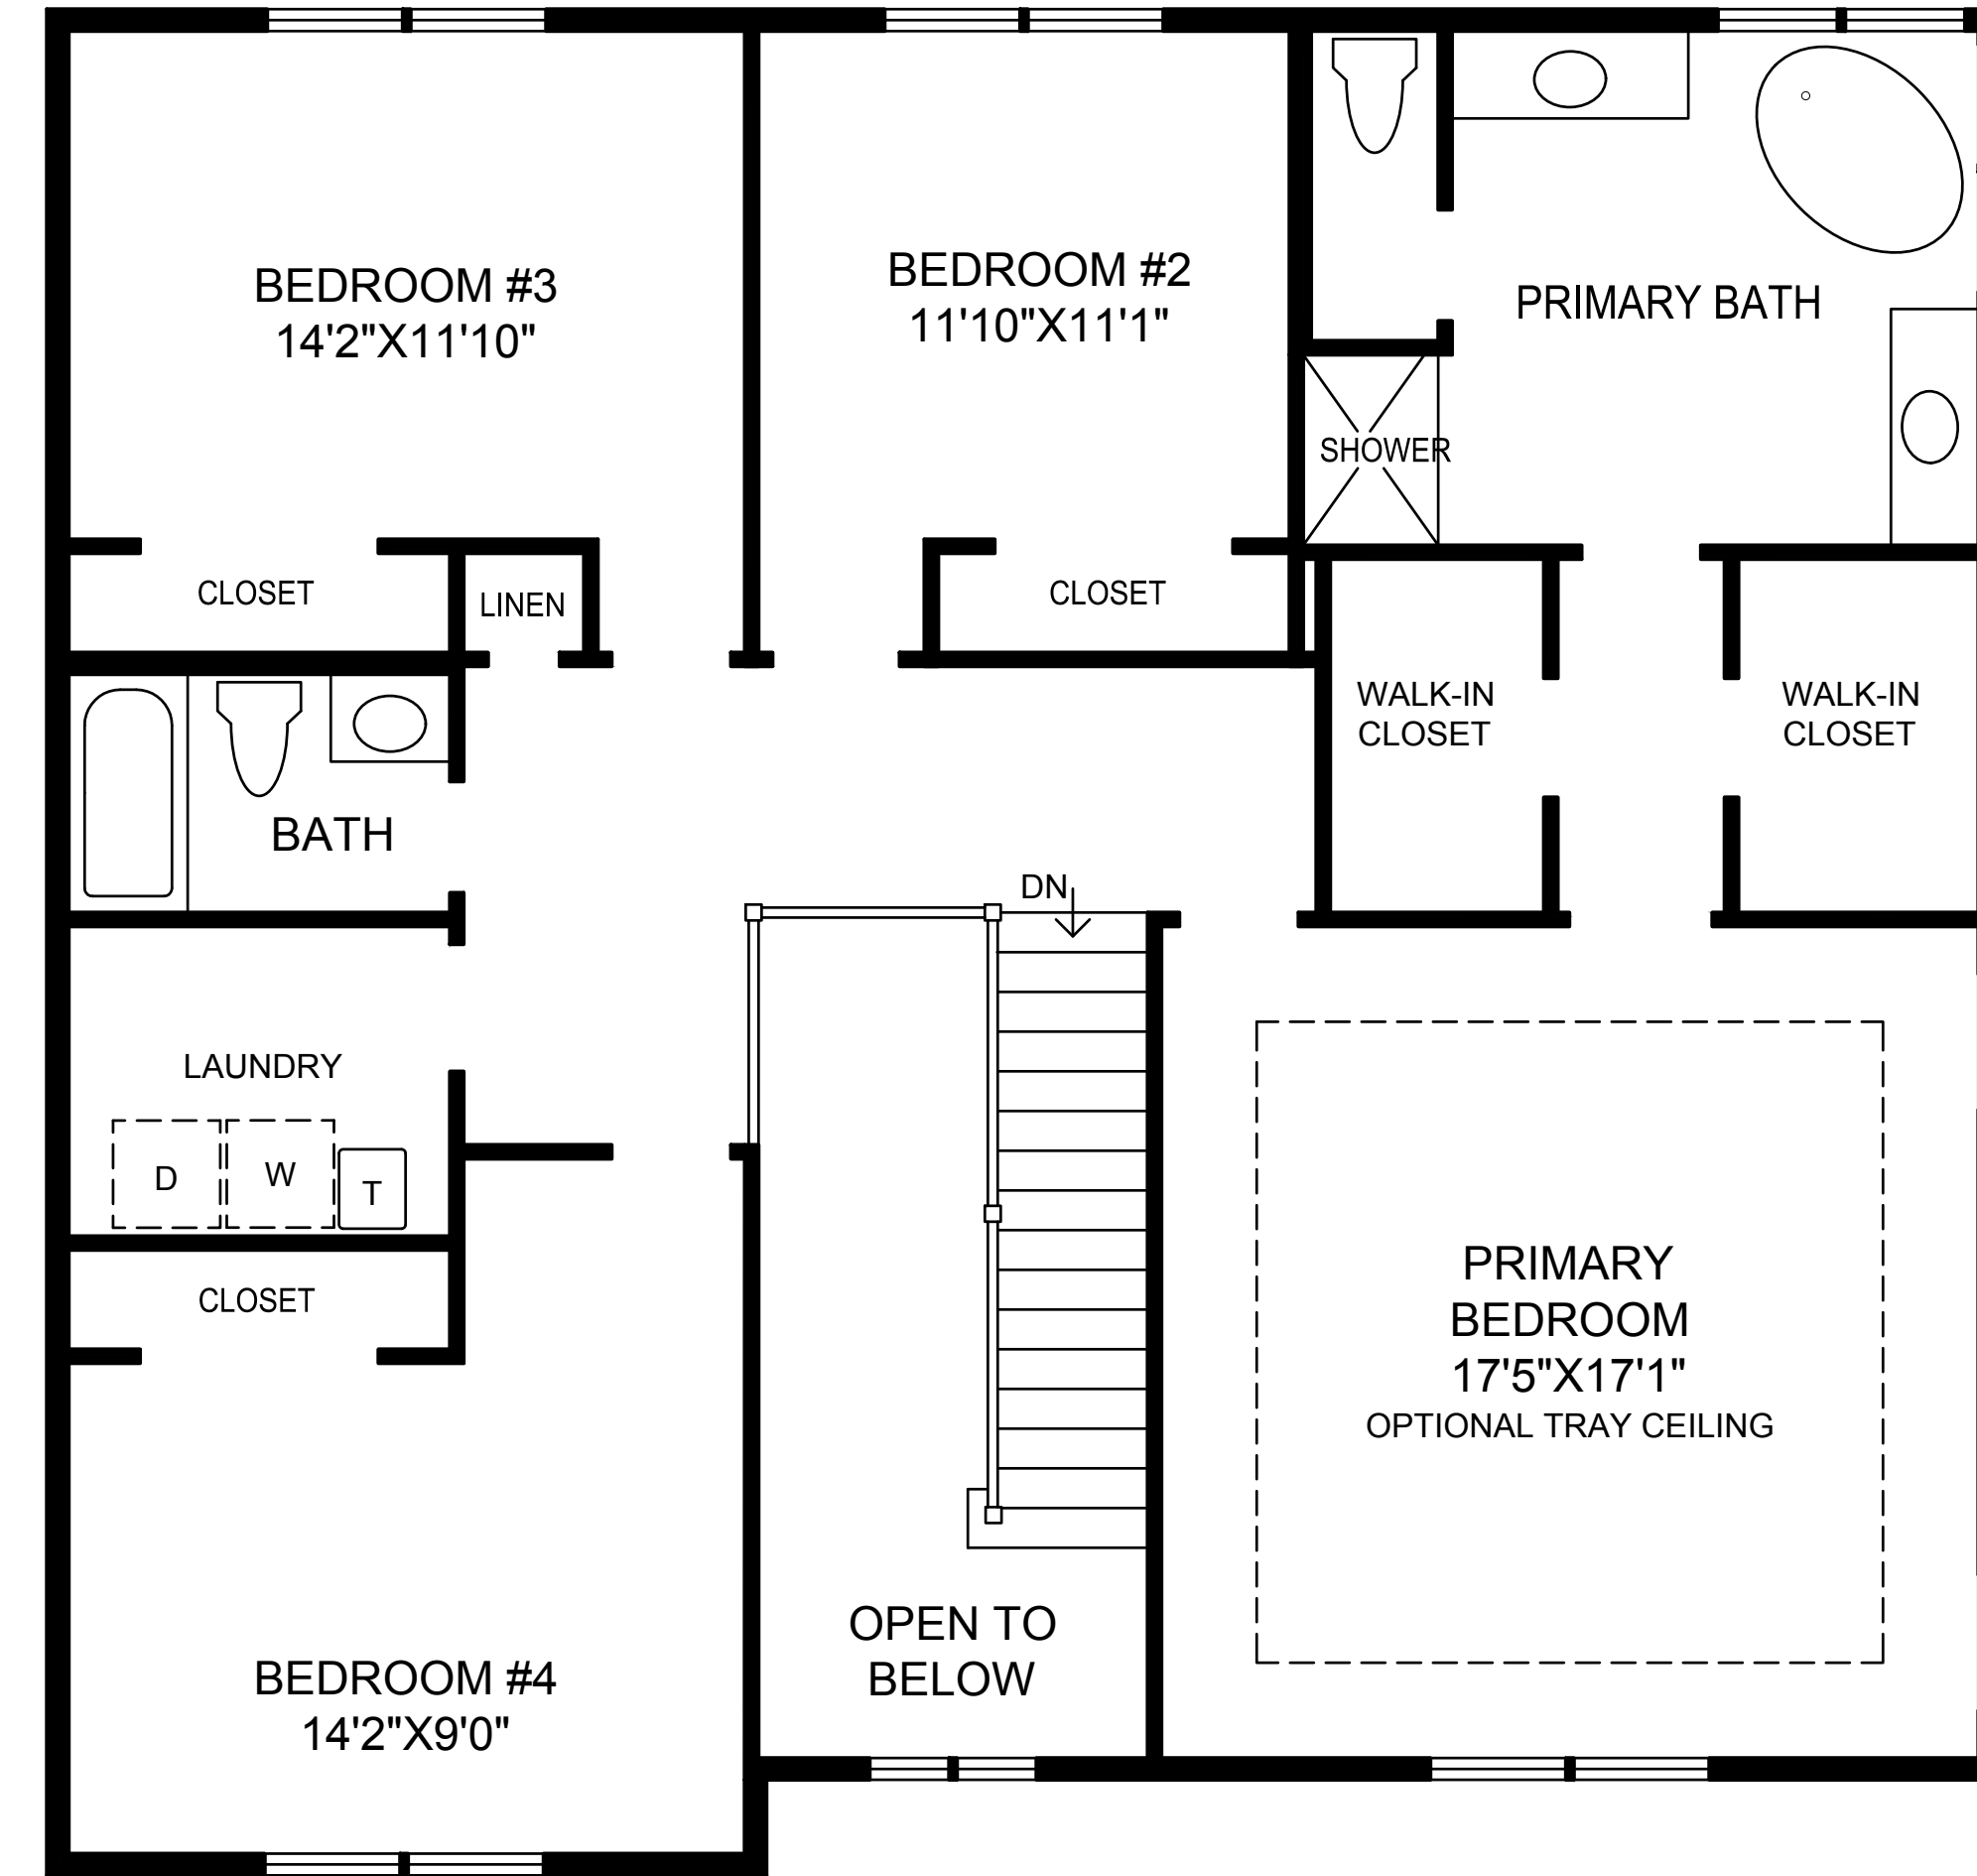 BEDROOM #3
14'2"X11'10"
BEDROOM #2
11'10"X11'1"
PRIMARY BATH
SHOWER
CLOSET
LINEN
CLOSET
WALK-IN
CLOSET
WALK-IN
CLOSET
BATH
DN
LAUNDRY
D
W
T
CLOSET
PRIMARY
BEDROOM
17'5"X17'1"
OPTIONAL TRAY CEILING
OPEN TO
BELOW
BEDROOM #4
14'2"X9'0"